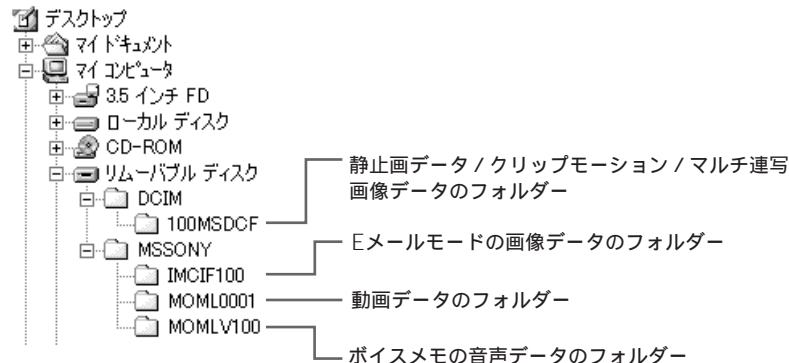 デスクトップ
マイ ドキュメント
マイ コンピュータ
3.5 インチ FD
ローカル ディスク
CD-ROM
リムーバブル ディスク
DCIM
100MSDCF
静止画データ / クリップモーション / マルチ連写
画像データのフォルダー
MSSONY
IMCIF100
Eメールモードの画像データのフォルダー
MOML0001
動画データのフォルダー
MOMLV100
ボイスメモの音声データのフォルダー